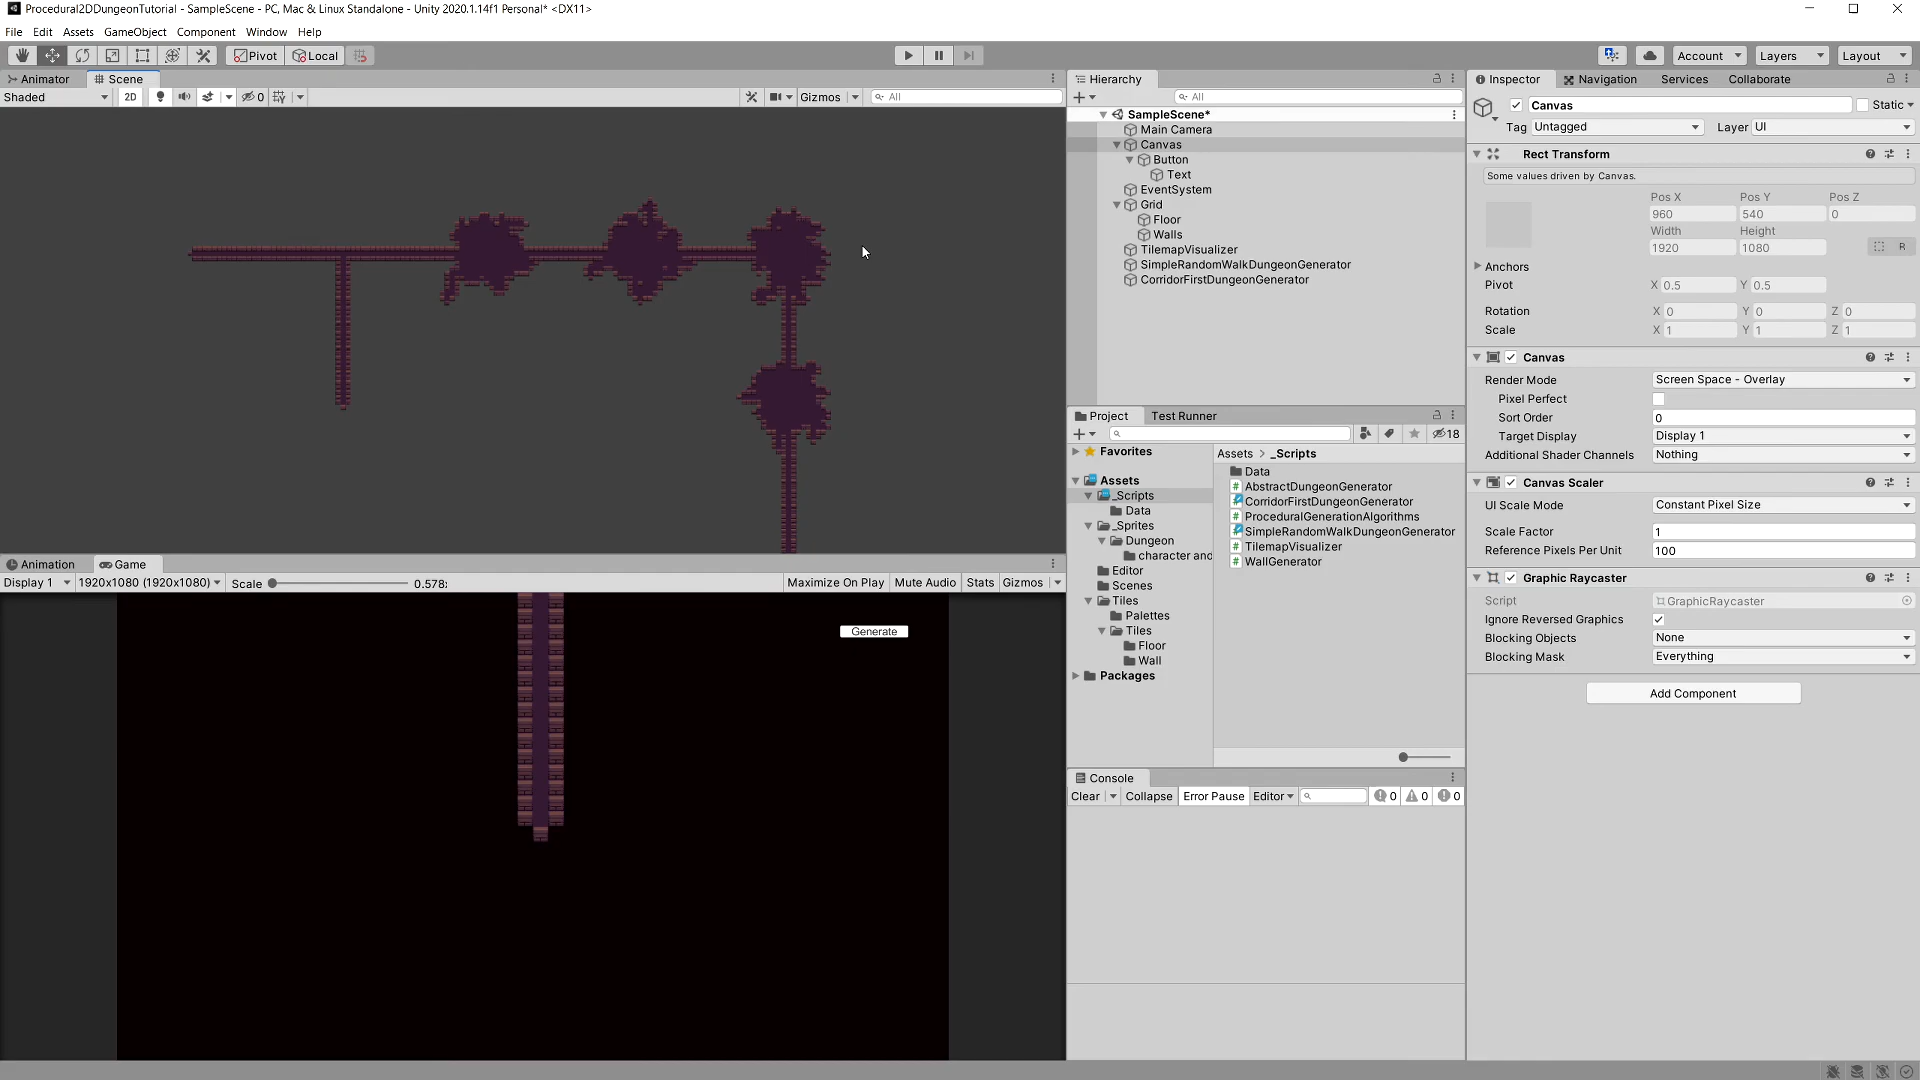 Procedural2DDungeonTutorial - SampleScene - PC, Mac & Linux Standalone - Unity 2020.1.14f1 Personal* <DX11>
File Edit Assets GameObject Component Window Help
Pivot Local Account Layers Layout
Animator Scene
Shaded 2D 0 Gizmos All
Animation Game
Display 1 1920x1080 (1920x1080) Scale 0.578: Maximize On Play Mute Audio Stats Gizmos
Generate
Hierarchy
All
SampleScene*
Main Camera
Canvas
Button
Text
EventSystem
Grid
Floor
Walls
TilemapVisualizer
SimpleRandomWalkDungeonGenerator
CorridorFirstDungeonGenerator
Project Test Runner
18
Favorites
Assets
_Scripts
Data
_Sprites
Dungeon
character and
Editor
Scenes
Tiles
Palettes
Tiles
Floor
Wall
Packages
Assets > _Scripts
Data
AbstractDungeonGenerator
CorridorFirstDungeonGenerator
ProceduralGenerationAlgorithms
SimpleRandomWalkDungeonGenerator
TilemapVisualizer
WallGenerator
Console
Clear Collapse Error Pause Editor 0 0 0
Inspector Navigation Services Collaborate
Canvas Static
Tag Untagged Layer UI
Rect Transform
Some values driven by Canvas.
Pos X Pos Y Pos Z
960 540 0
Width Height
1920 1080 R
Anchors
Pivot X 0.5 Y 0.5
Rotation X 0 Y 0 Z 0
Scale X 1 Y 1 Z 1
Canvas
Render Mode Screen Space - Overlay
Pixel Perfect
Sort Order 0
Target Display Display 1
Additional Shader Channels Nothing
Canvas Scaler
UI Scale Mode Constant Pixel Size
Scale Factor 1
Reference Pixels Per Unit 100
Graphic Raycaster
Script GraphicRaycaster
Ignore Reversed Graphics
Blocking Objects None
Blocking Mask Everything
Add Component